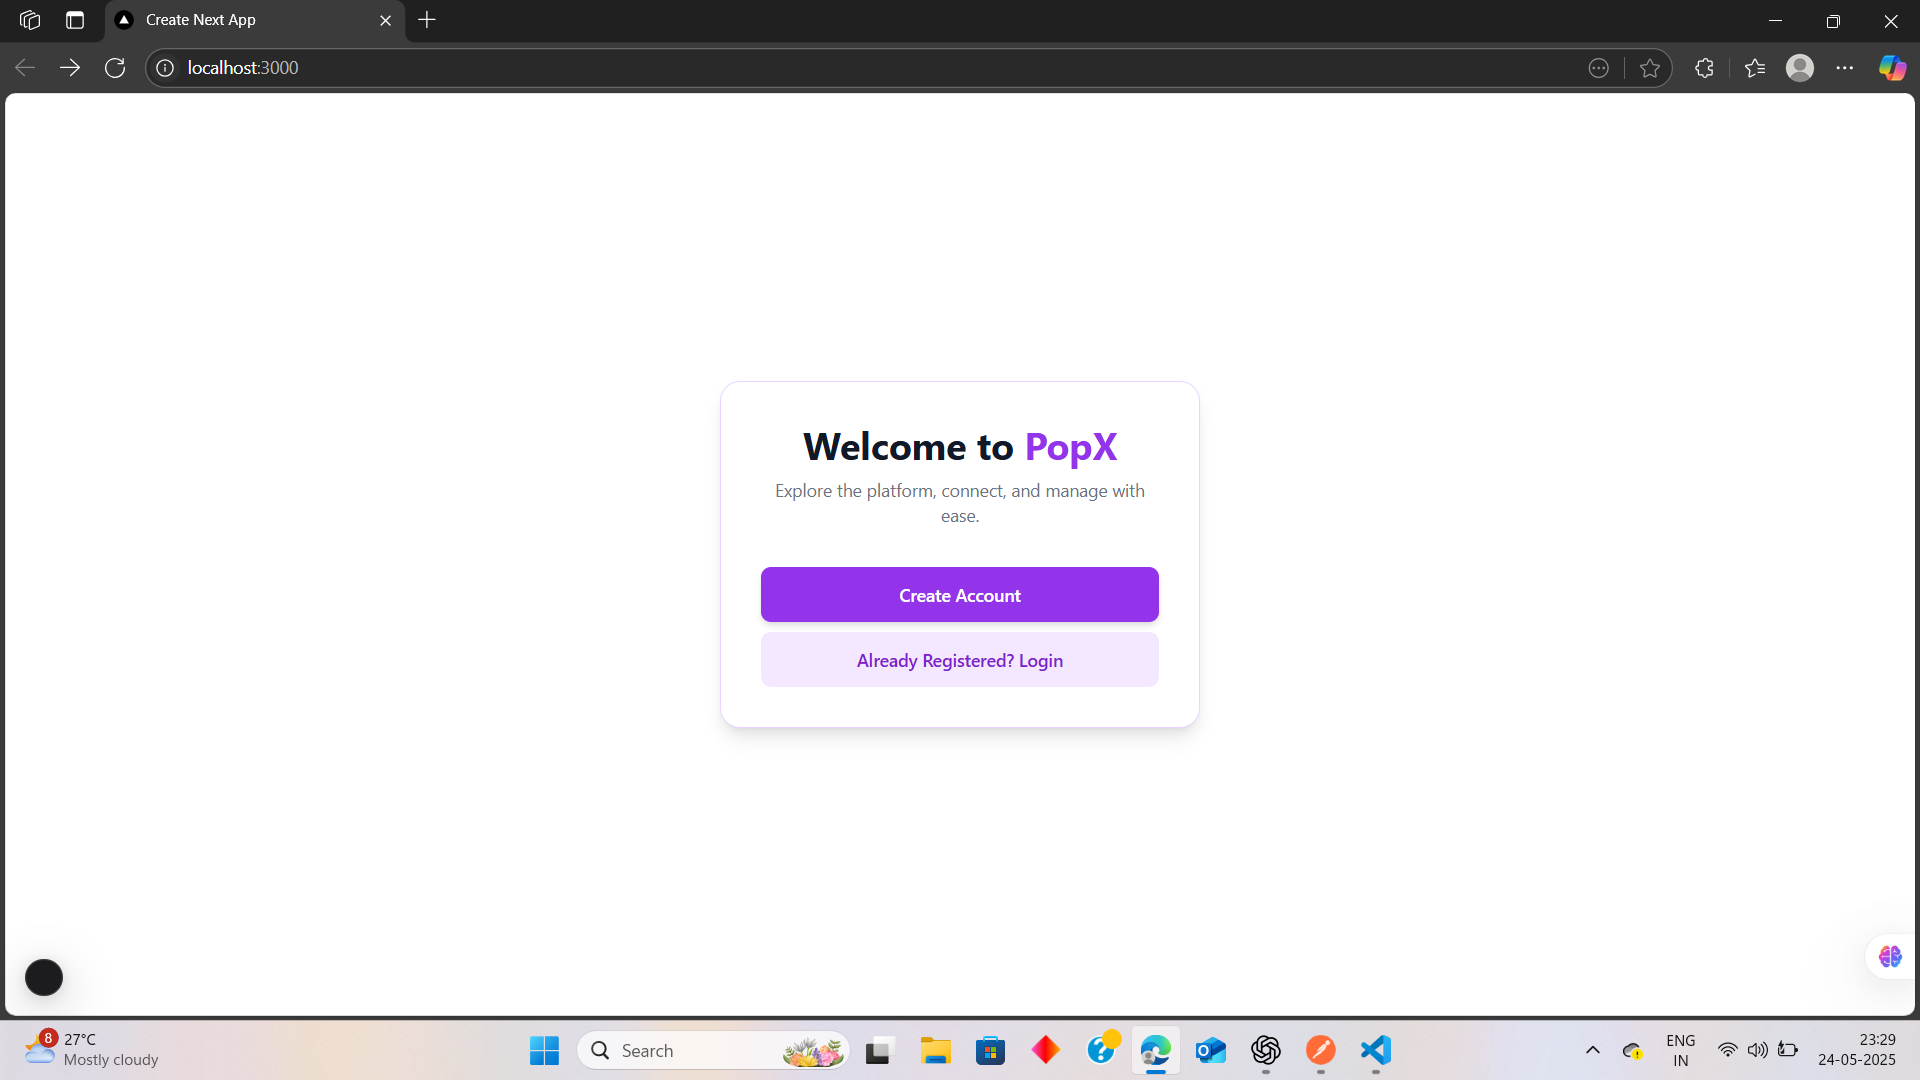 Create Next App
localhost:3000
Welcome to PopX
Explore the platform, connect, and manage with
ease.
Create Account
Already Registered? Login
8
27°C
Mostly cloudy
Search
ENG
IN
23:29
24-05-2025